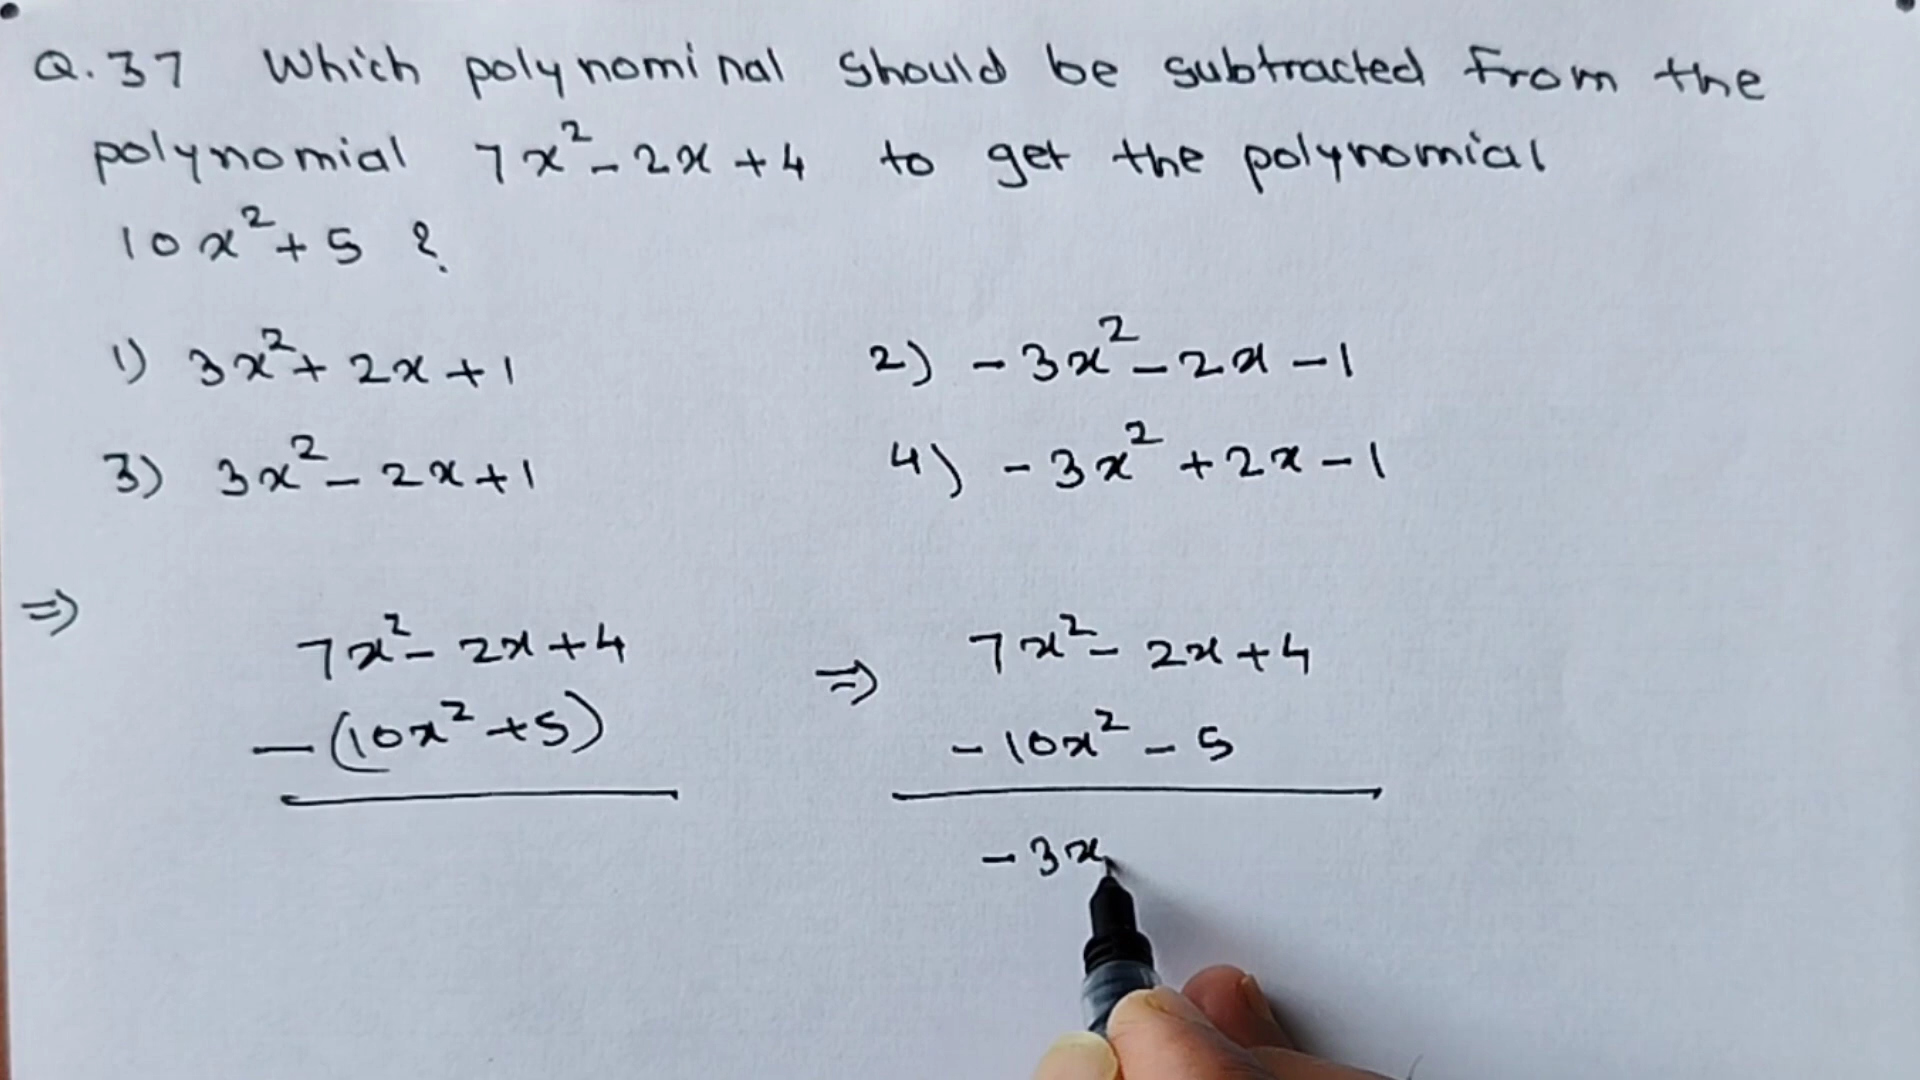 Q.37 Which polynominal should be subtracted from the
polynomial 7x² - 2x + 4 to get the polynomial
10x² + 5 ?
1) 3x² + 2x + 1
2) - 3x² - 2x - 1
3) 3x² - 2x + 1
4) - 3x² + 2x - 1
⇒
7x² - 2x + 4
- (10x² + 5)
⇒
7x² - 2x + 4
- 10x² - 5
- 3x